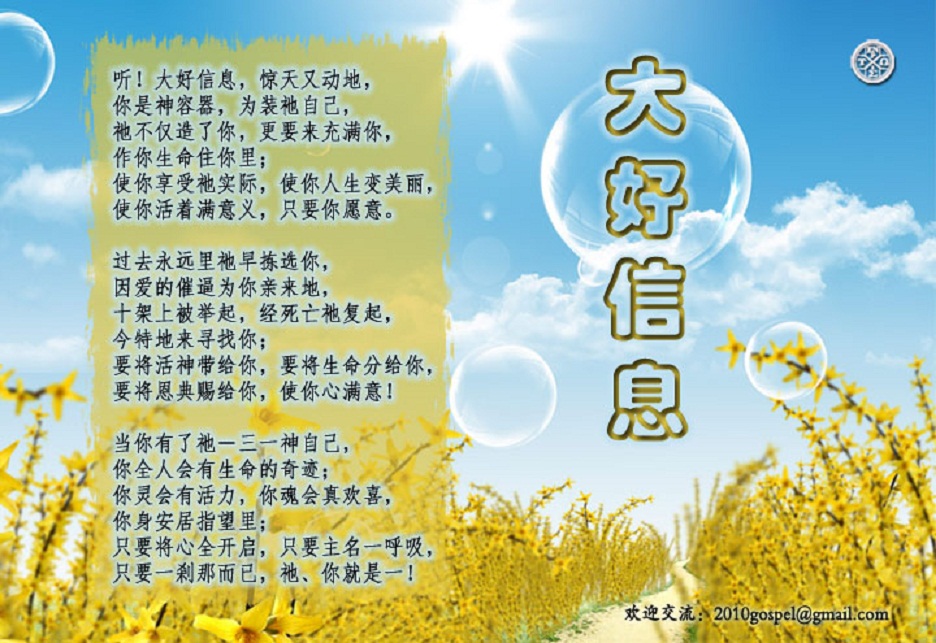 听！大好信息，惊天又动地，
你是神容器，为装祂自己，
祂不仅造了你，更要来充满你，
作你生命住你里；
使你享受祂实际，使你人生变美丽，
使你活着满意义，只要你愿意。
过去永远里祂早拣选你，
因爱的催逼为你亲来地，
十架上被举起，经死亡祂复起，
今特地来寻找你；
要将活神带给你，要将生命分给你，
要将恩典赐给你，使你心满意！
当你有了祂－三一神自己，
你全人会有生命的奇迹；
你灵会有活力，你魂会真欢喜，
你身安居指望里；
只要将心全开启，只要主名一呼吸，
只要一刹那而已，祂、你就是一！
大好信息
欢迎交流：2010gospel@gmail.com